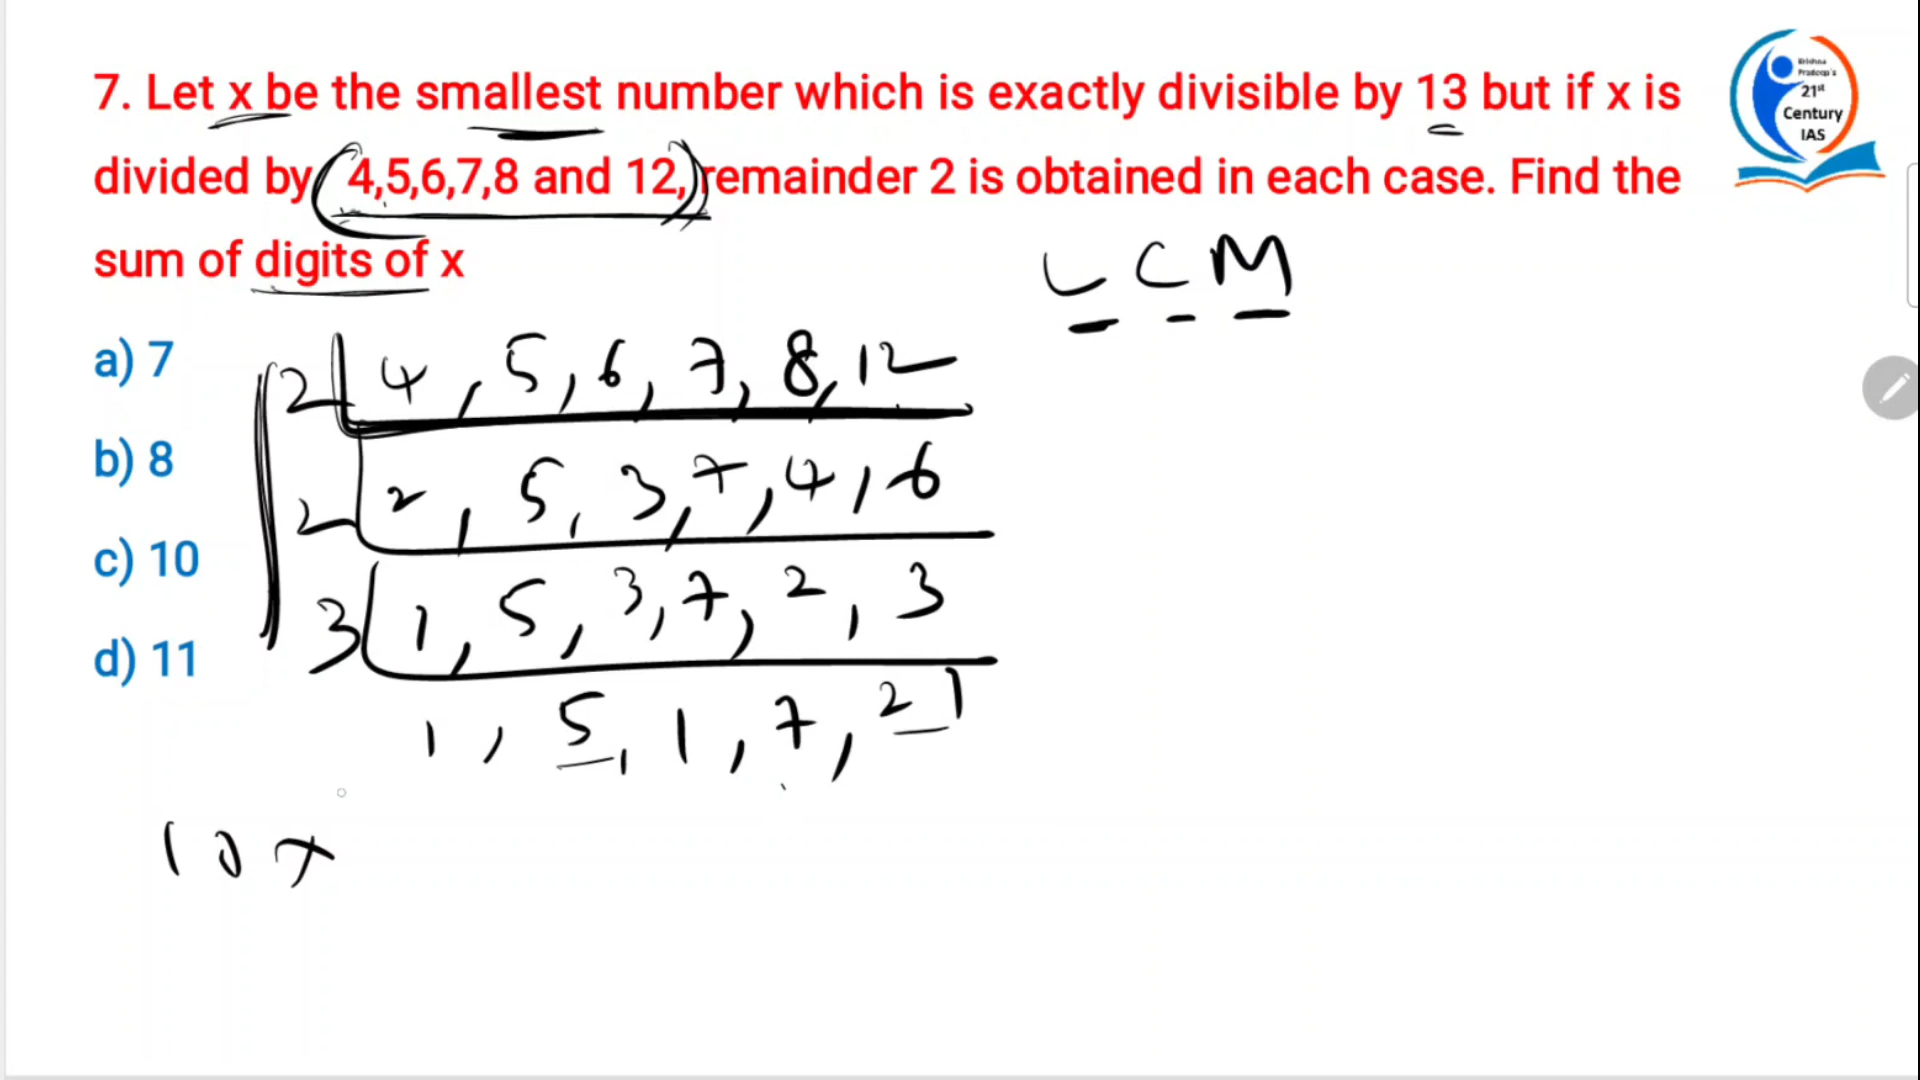 7. Let x be the smallest number which is exactly divisible by 13 but if x is
divided by 4,5,6,7,8 and 12, remainder 2 is obtained in each case. Find the
sum of digits of x
Krishna
Pradeep's
21st
Century
IAS
L C M
a) 7
b) 8
c) 10
d) 11
2 4, 5, 6, 7, 8, 12
2 2, 5, 3, 7, 4, 6
3 1, 5, 3, 7, 2, 3
1, 5, 1, 7, 2 1
10 x